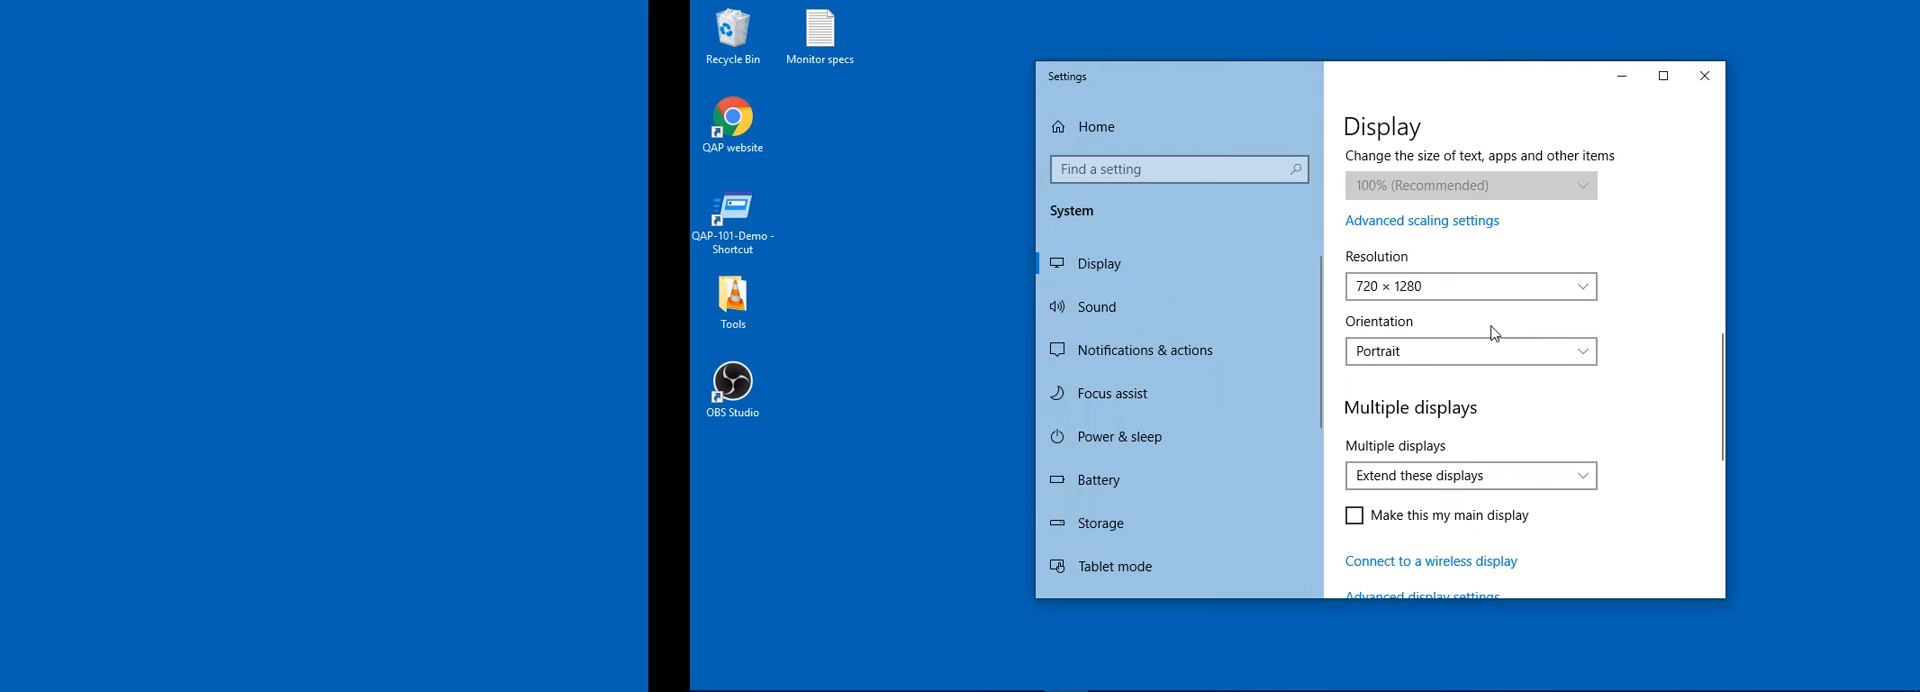 Recycle Bin
Monitor specs
QAP website
QAP-101-Demo -
Shortcut
Tools
OBS Studio
Settings
Home
Find a setting
System
Display
Sound
Notifications & actions
Focus assist
Power & sleep
Battery
Storage
Tablet mode
Display
Change the size of text, apps and other items
100% (Recommended)
Advanced scaling settings
Resolution
720 × 1280
Orientation
Portrait
Multiple displays
Multiple displays
Extend these displays
Make this my main display
Connect to a wireless display
Advanced display settings